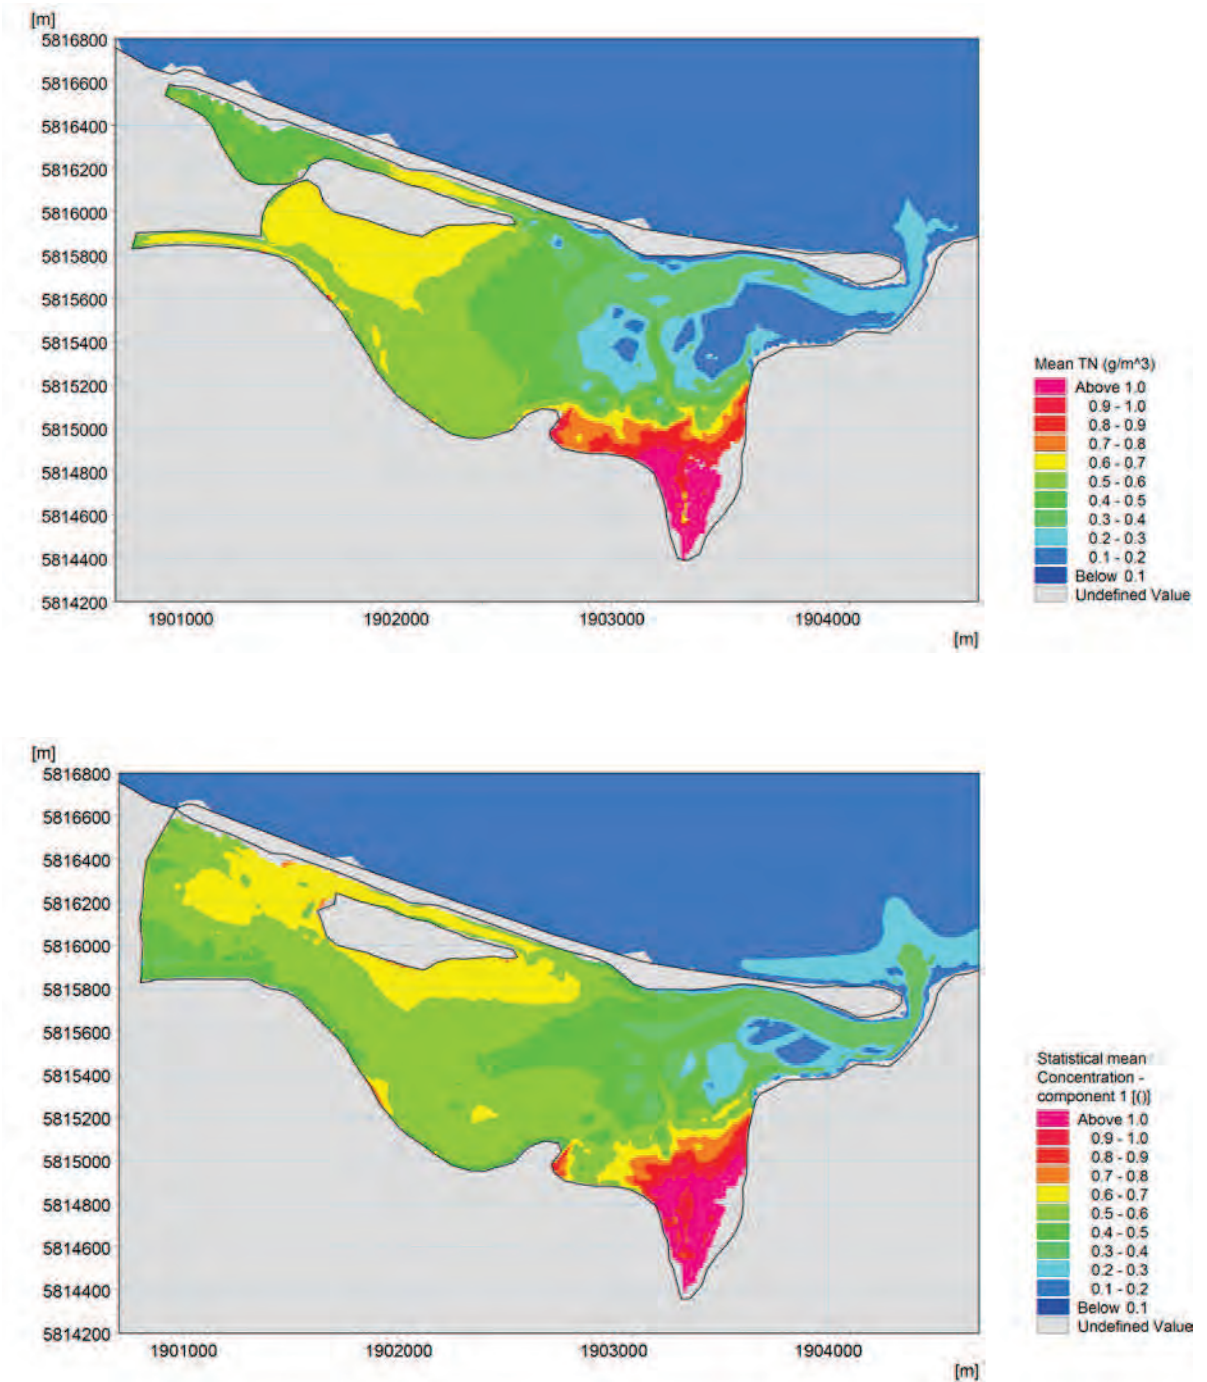 [m]
5816800
5816600
5816400
5816200
5816000
5815800
5815600
5815400
5815200
5815000
5814800
5814600
5814400
5814200
1901000 1902000 1903000 1904000
[m]
Mean TN (g/m^3)
Above 1.0
0.9 - 1.0
0.8 - 0.9
0.7 - 0.8
0.6 - 0.7
0.5 - 0.6
0.4 - 0.5
0.3 - 0.4
0.2 - 0.3
0.1 - 0.2
Below 0.1
Undefined Value
[m]
5816800
5816600
5816400
5816200
5816000
5815800
5815600
5815400
5815200
5815000
5814800
5814600
5814400
5814200
1901000 1902000 1903000 1904000
[m]
Statistical mean
Concentration -
component 1 [()]
Above 1.0
0.9 - 1.0
0.8 - 0.9
0.7 - 0.8
0.6 - 0.7
0.5 - 0.6
0.4 - 0.5
0.3 - 0.4
0.2 - 0.3
0.1 - 0.2
Below 0.1
Undefined Value